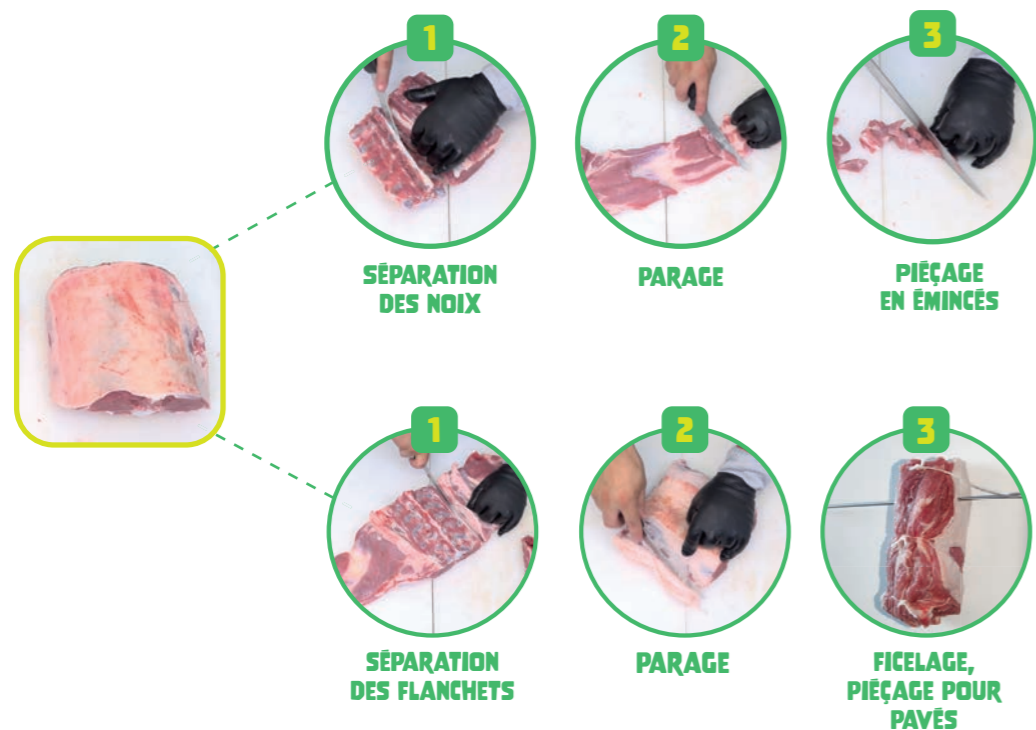 1
2
3
SÉPARATION
DES NOIX
PARAGE
PIÉÇAGE
EN ÉMINCÉS
1
2
3
SÉPARATION
DES FLANCHETS
PARAGE
FICELAGE,
PIÉÇAGE POUR
PAVÉS